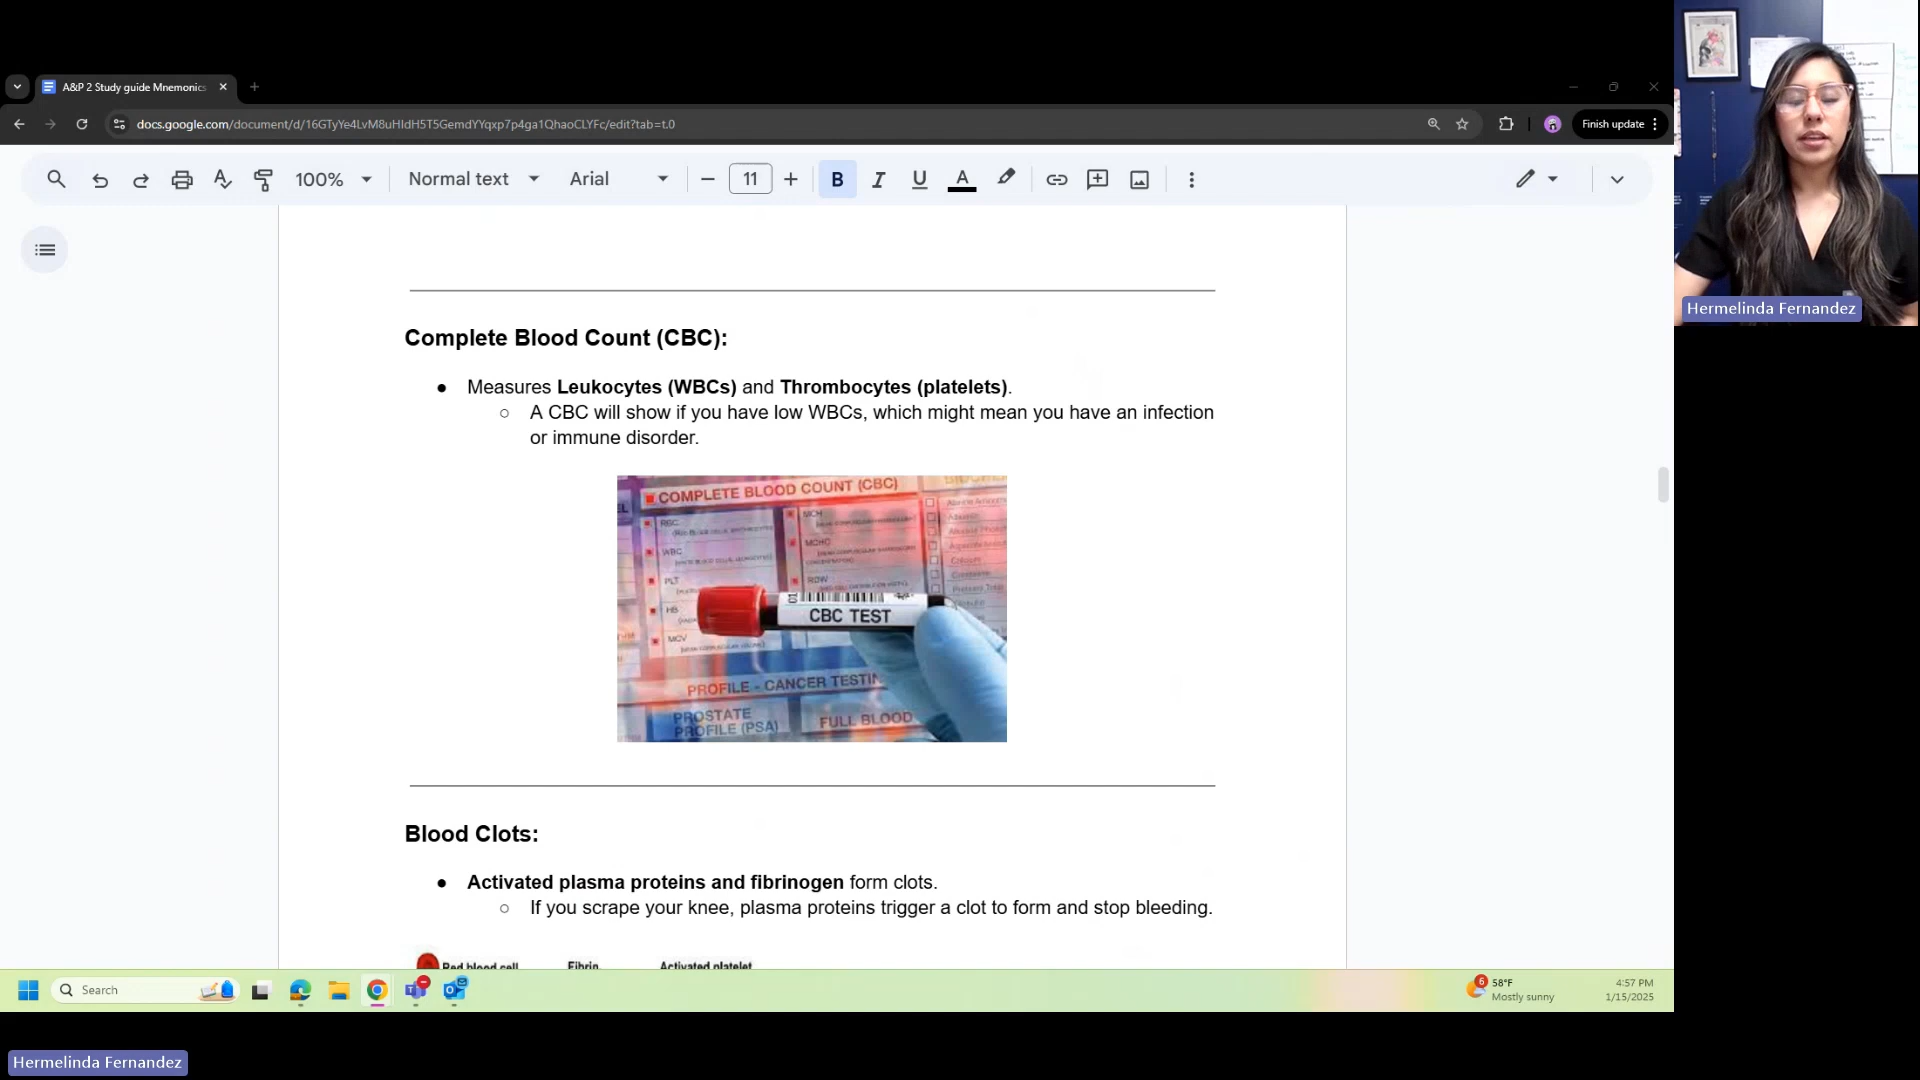 A&P 2 Study guide Mnemonics
docs.google.com/document/d/16GTyYe4LvM8uHIdH5T5GemdYYqxp7p4ga1QhaoCLYFc/edit?tab=t.0
Finish update
100%
Normal text
Arial
11
B
I
U
A
Hermelinda Fernandez
Complete Blood Count (CBC):
● Measures Leukocytes (WBCs) and Thrombocytes (platelets).
○ A CBC will show if you have low WBCs, which might mean you have an infection
or immune disorder.
COMPLETE BLOOD COUNT (CBC)
RBC
MCH
WBC
MCHC
PLT
RDW
HB
MCV
01
CBC TEST
PROFILE - CANCER TESTIN
PROSTATE
PROFILE (PSA)
FULL BLOOD
Blood Clots:
● Activated plasma proteins and fibrinogen form clots.
○ If you scrape your knee, plasma proteins trigger a clot to form and stop bleeding.
Red blood cell
Fibrin
Activated platelet
Search
6
58°F
Mostly sunny
4:57 PM
1/15/2025
Hermelinda Fernandez